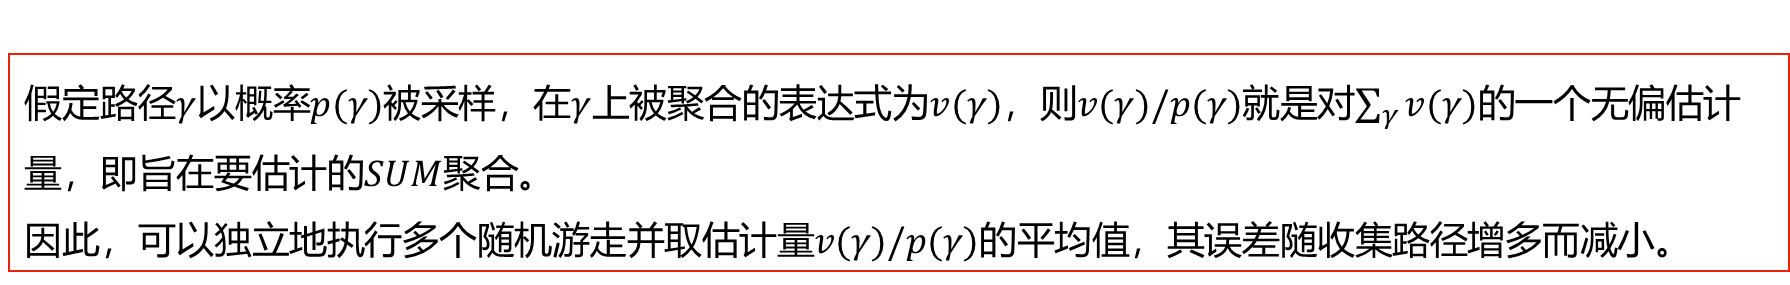 假定路径γ以概率p(γ)被采样，在γ上被聚合的表达式为v(γ)，则v(γ)/p(γ)就是对∑γ v(γ)的一个无偏估计
量，即旨在要估计的SUM聚合。
因此，可以独立地执行多个随机游走并取估计量v(γ)/p(γ)的平均值，其误差随收集路径增多而减小。